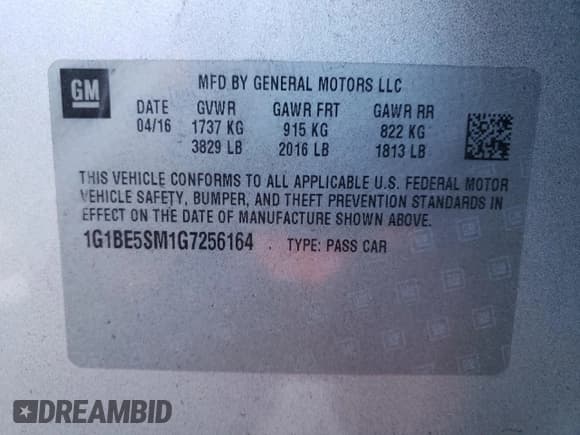 GM
MFD BY GENERAL MOTORS LLC
DATE GVWR GAWR FRT GAWR RR
04/16 1737 KG 915 KG 822 KG
3829 LB 2016 LB 1813 LB
THIS VEHICLE CONFORMS TO ALL APPLICABLE U.S. FEDERAL MOTOR
VEHICLE SAFETY, BUMPER, AND THEFT PREVENTION STANDARDS IN
EFFECT ON THE DATE OF MANUFACTURE SHOWN ABOVE.
1G1BE5SM1G7256164 TYPE: PASS CAR
DREAMBID